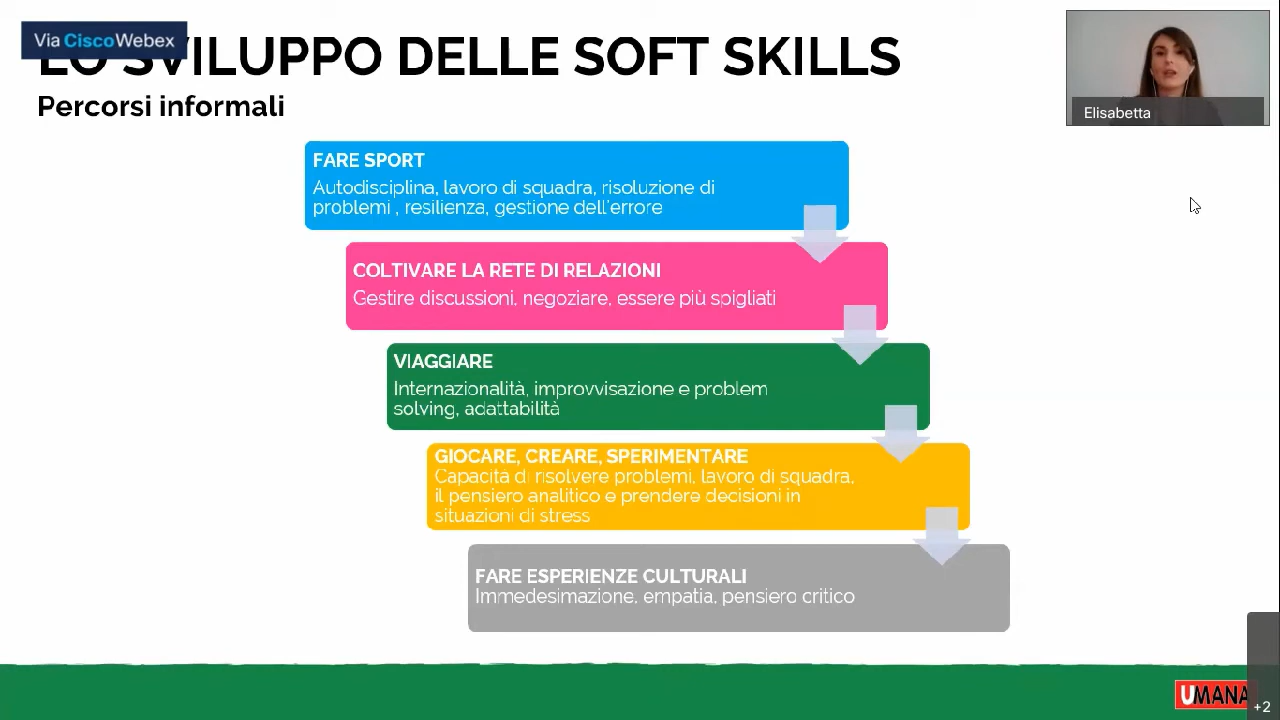 Via Cisco Webex
LO SVILUPPO DELLE SOFT SKILLS
Percorsi informali
Elisabetta
FARE SPORT
Autodisciplina, lavoro di squadra, risoluzione di
problemi , resilienza, gestione dell'errore
COLTIVARE LA RETE DI RELAZIONI
Gestire discussioni, negoziare, essere più spigliati
VIAGGIARE
Internazionalità, improvvisazione e problem
solving, adattabilità
GIOCARE, CREARE, SPERIMENTARE
Capacità di risolvere problemi, lavoro di squadra,
il pensiero analitico e prendere decisioni in
situazioni di stress
FARE ESPERIENZE CULTURALI
Immedesimazione, empatia, pensiero critico
UMANA
+2